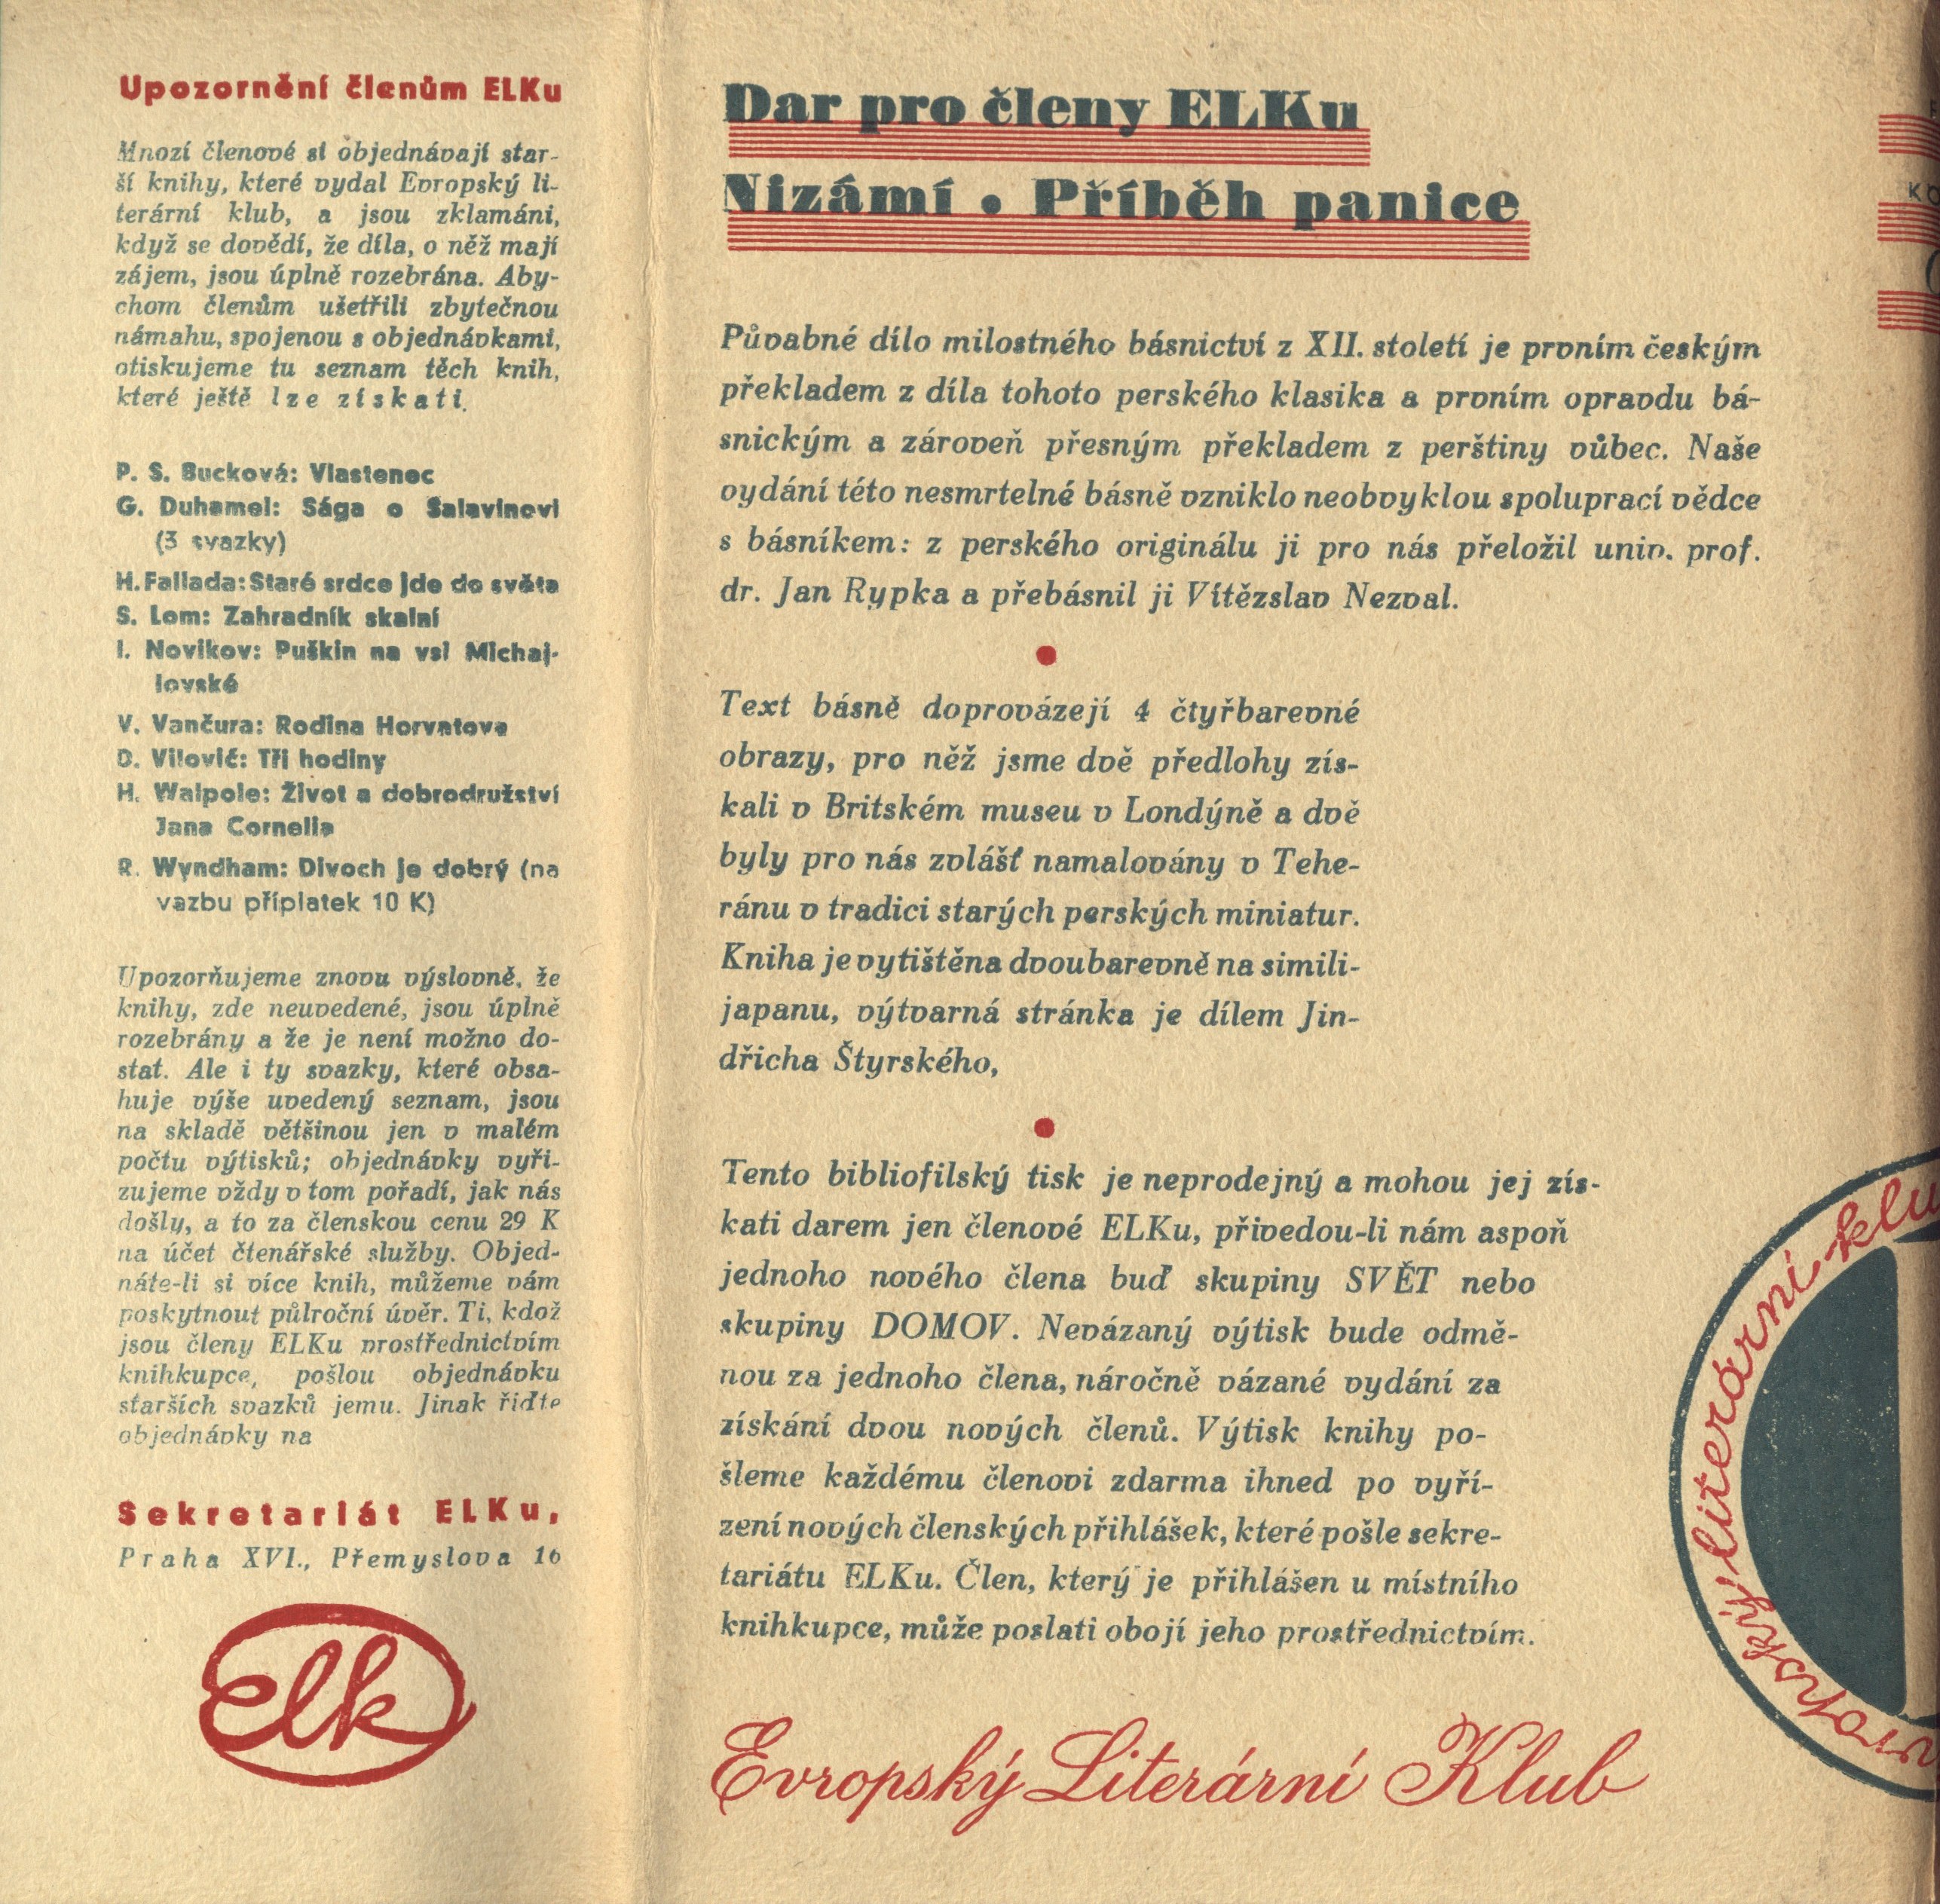 Upozornění členům ELKu
Mnozí členové si objednávají star-
ší knihy, které vydal Evropský li-
terární klub, a jsou zklamáni,
když se dovědí, že díla, o něž mají
zájem, jsou úplně rozebrána. Aby-
chom členům ušetřili zbytečnou
námahu, spojenou s objednávkami,
otiskujeme tu seznam těch knih,
které ještě lze získati.
P. S. Bucková: Vlastenec
G. Duhamel: Sága o Salavinovi
(3 svazky)
H. Fallada: Staré srdce jde do světa
S. Lom: Zahradník skalní
I. Novikov: Puškin na vsi Michaj-
lovské
V. Vančura: Rodina Horvatova
D. Vilović: Tři hodiny
H. Walpole: Život a dobrodružství
Jana Cornelia
R. Wyndham: Divoch je dobrý (na
vazbu příplatek 10 K)
Upozorňujeme znovu výslovně, že
knihy, zde neuvedené, jsou úplně
rozebrány a že je není možno do-
stat. Ale i ty svazky, které obsa-
huje výše uvedený seznam, jsou
na skladě většinou jen v malém
počtu výtisků; objednávky vyři-
zujeme vždy v tom pořadí, jak nás
došly, a to za členskou cenu 29 K
na účet čtenářské služby. Objed-
náte-li si více knih, můžeme vám
poskytnout půlroční úvěr. Ti, kdož
jsou členy ELKu prostřednictvím
knihkupce, pošlou objednávku
starších svazků jemu. Jinak řiďte
objednávky na
Sekretariát ELKu,
Praha XVI., Přemyslova 16
Elk
Dar pro členy ELKu
Nizámí • Příběh panice
Půvabné dílo milostného básnictví z XII. století je prvním českým
překladem z díla tohoto perského klasika a prvním opravdu bá-
snickým a zároveň přesným překladem z perštiny vůbec. Naše
vydání této nesmrtelné básně vzniklo neobvyklou spoluprací vědce
s básníkem: z perského originálu ji pro nás přeložil univ. prof.
dr. Jan Rypka a přebásnil ji Vítězslav Nezval.
Text básně doprovázejí 4 čtyřbarevné
obrazy, pro něž jsme dvě předlohy zís-
kali v Britském museu v Londýně a dvě
byly pro nás zvlášť namalovány v Tehe-
ránu v tradici starých perských miniatur.
Kniha je vytištěna dvoubarevně na simili-
japanu, výtvarná stránka je dílem Jin-
dřicha Štyrského,
Tento bibliofilský tisk je neprodejný a mohou jej zís-
kati darem jen členové ELKu, přivedou-li nám aspoň
jednoho nového člena buď skupiny SVĚT nebo
skupiny DOMOV. Nevázaný výtisk bude odmě-
nou za jednoho člena, náročně vázané vydání za
získání dvou nových členů. Výtisk knihy po-
šleme každému členovi zdarma ihned po vyří-
zení nových členských přihlášek, které pošle sekre-
tariátu ELKu. Člen, který je přihlášen u místního
knihkupce, může poslati obojí jeho prostřednictvím.
Evropský Literární Klub
vropský literární klu